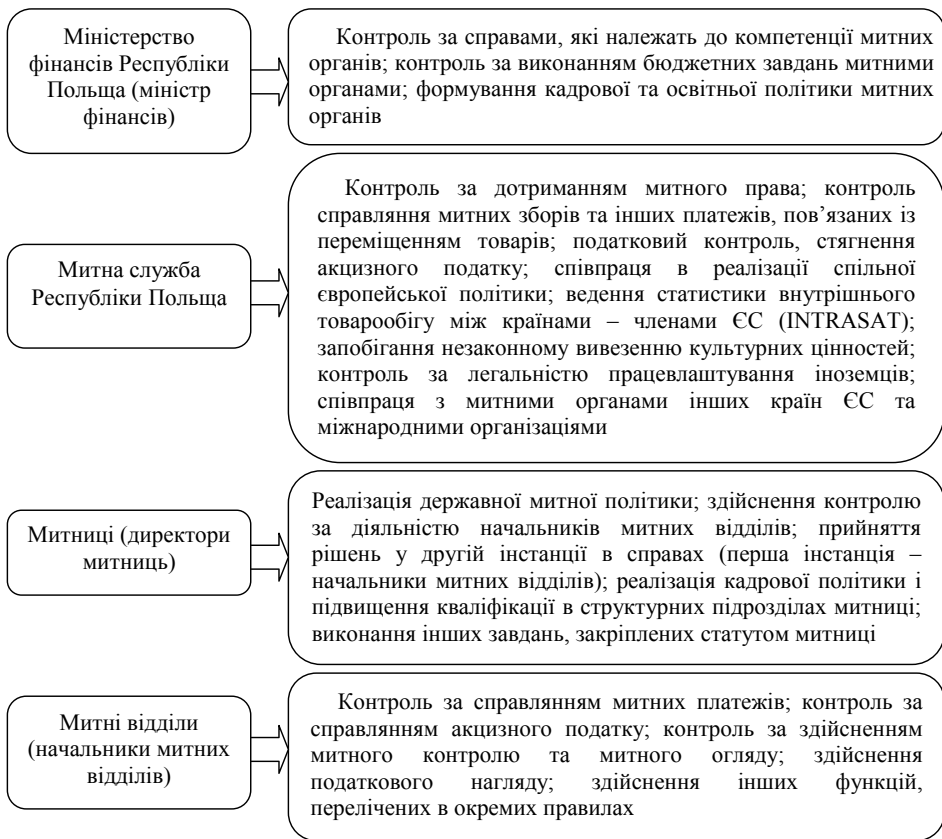 Міністерство
фінансів Республіки
Польща (міністр
фінансів)
Контроль за справами, які належать до компетенції митних
органів; контроль за виконанням бюджетних завдань митними
органами; формування кадрової та освітньої політики митних
органів
Митна служба
Республіки Польща
Контроль за дотриманням митного права; контроль
справляння митних зборів та інших платежів, пов’язаних із
переміщенням товарів; податковий контроль, стягнення
акцизного податку; співпраця в реалізації спільної
європейської політики; ведення статистики внутрішнього
товарообігу між країнами – членами ЄС (INTRASAT);
запобігання незаконному вивезенню культурних цінностей;
контроль за легальністю працевлаштування іноземців;
співпраця з митними органами інших країн ЄС та
міжнародними організаціями
Митниці (директори
митниць)
Реалізація державної митної політики; здійснення контролю
за діяльністю начальників митних відділів; прийняття
рішень у другій інстанції в справах (перша інстанція –
начальники митних відділів); реалізація кадрової політики і
підвищення кваліфікації в структурних підрозділах митниці;
виконання інших завдань, закріплених статутом митниці
Митні відділи
(начальники митних
відділів)
Контроль за справлянням митних платежів; контроль за
справлянням акцизного податку; контроль за здійсненням
митного контролю та митного огляду; здійснення
податкового нагляду; здійснення інших функцій,
перелічених в окремих правилах